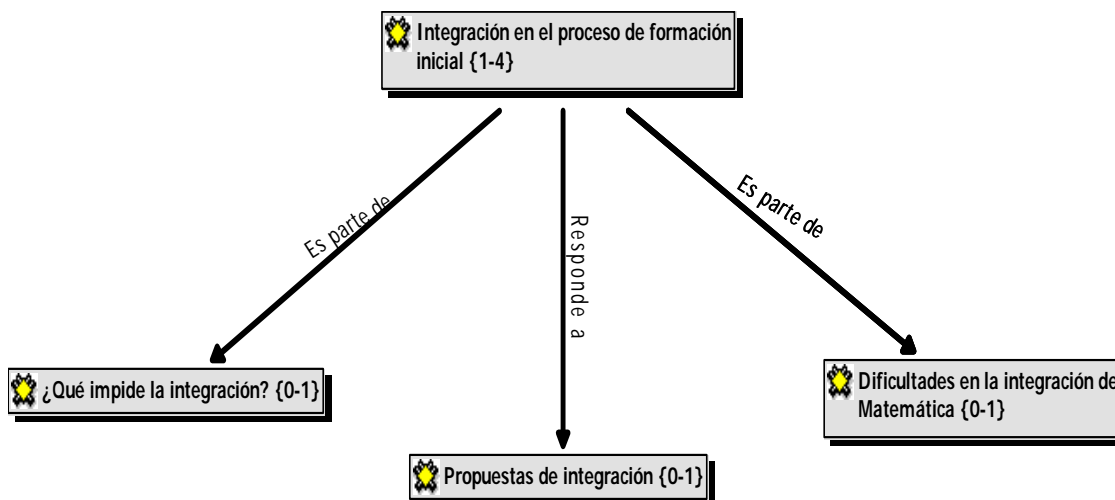 Integración en el proceso de formación
inicial {1-4}
Es parte de
Responde a
Es parte de
¿Qué impide la integración? {0-1}
Dificultades en la integración de
Matemática {0-1}
Propuestas de integración {0-1}